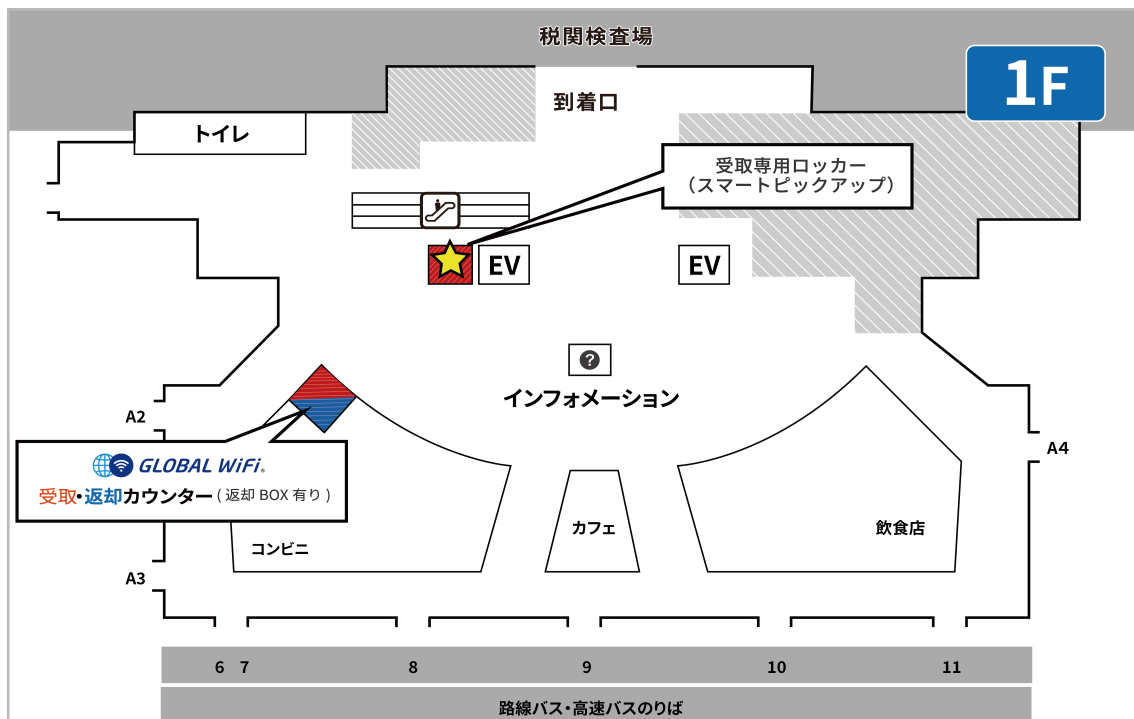 税関検査場
1F
到着口
トイレ
受取専用ロッカー
（スマートピックアップ）
EV
EV
?
インフォメーション
A2
A4
GLOBAL WiFi®
受取・返却カウンター（返却 BOX 有り）
コンビニ
カフェ
飲食店
A3
6 7 8 9 10 11
路線バス・高速バスのりば